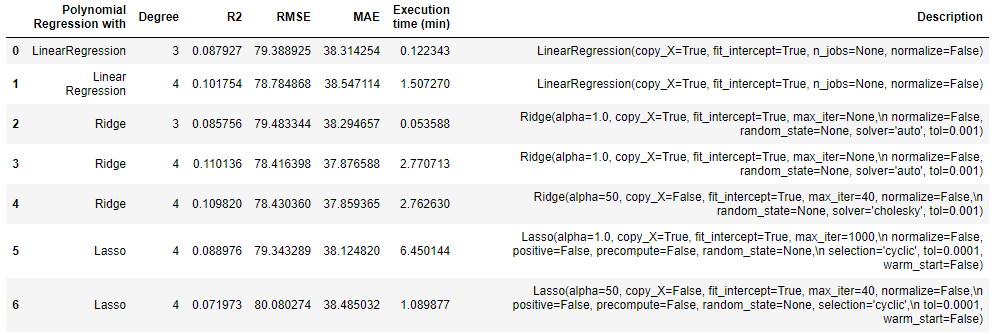 Polynomial Regression with Degree R2 RMSE MAE Execution time (min) Description
0 LinearRegression 3 0.087927 79.388925 38.314254 0.122343 LinearRegression(copy_X=True, fit_intercept=True, n_jobs=None, normalize=False)
1 Linear Regression 4 0.101754 78.784868 38.547114 1.507270 LinearRegression(copy_X=True, fit_intercept=True, n_jobs=None, normalize=False)
2 Ridge 3 0.085756 79.483344 38.294657 0.053588 Ridge(alpha=1.0, copy_X=True, fit_intercept=True, max_iter=None,\n normalize=False,
random_state=None, solver='auto', tol=0.001)
3 Ridge 4 0.110136 78.416398 37.876588 2.770713 Ridge(alpha=1.0, copy_X=True, fit_intercept=True, max_iter=None,\n normalize=False,
random_state=None, solver='auto', tol=0.001)
4 Ridge 4 0.109820 78.430360 37.859365 2.762630 Ridge(alpha=50, copy_X=False, fit_intercept=True, max_iter=40, normalize=False,\n
random_state=None, solver='cholesky', tol=0.001)
5 Lasso 4 0.088976 79.343289 38.124820 6.450144 Lasso(alpha=1.0, copy_X=True, fit_intercept=True, max_iter=1000,\n normalize=False,
positive=False, precompute=False, random_state=None,\n selection='cyclic', tol=0.0001,
warm_start=False)
6 Lasso 4 0.071973 80.080274 38.485032 1.089877 Lasso(alpha=50, copy_X=False, fit_intercept=True, max_iter=40, normalize=False,\n
positive=False, precompute=False, random_state=None, selection='cyclic',\n tol=0.0001,
warm_start=False)